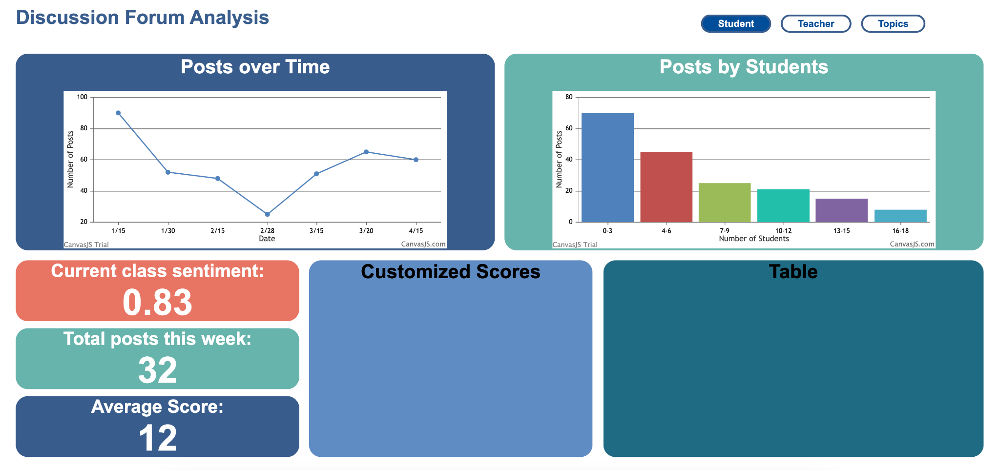 Discussion Forum Analysis
Student
Teacher
Topics
Posts over Time
100
80
60
40
20
Number of Posts
1/15
1/30
2/15
2/28
3/15
3/20
4/15
Date
CanvasJS Trial
CanvasJS.com
Posts by Students
80
60
40
20
0
Number of Posts
0-3
4-6
7-9
10-12
13-15
16-18
Number of Students
CanvasJS Trial
CanvasJS.com
Current class sentiment:
0.83
Total posts this week:
32
Average Score:
12
Customized Scores
Table